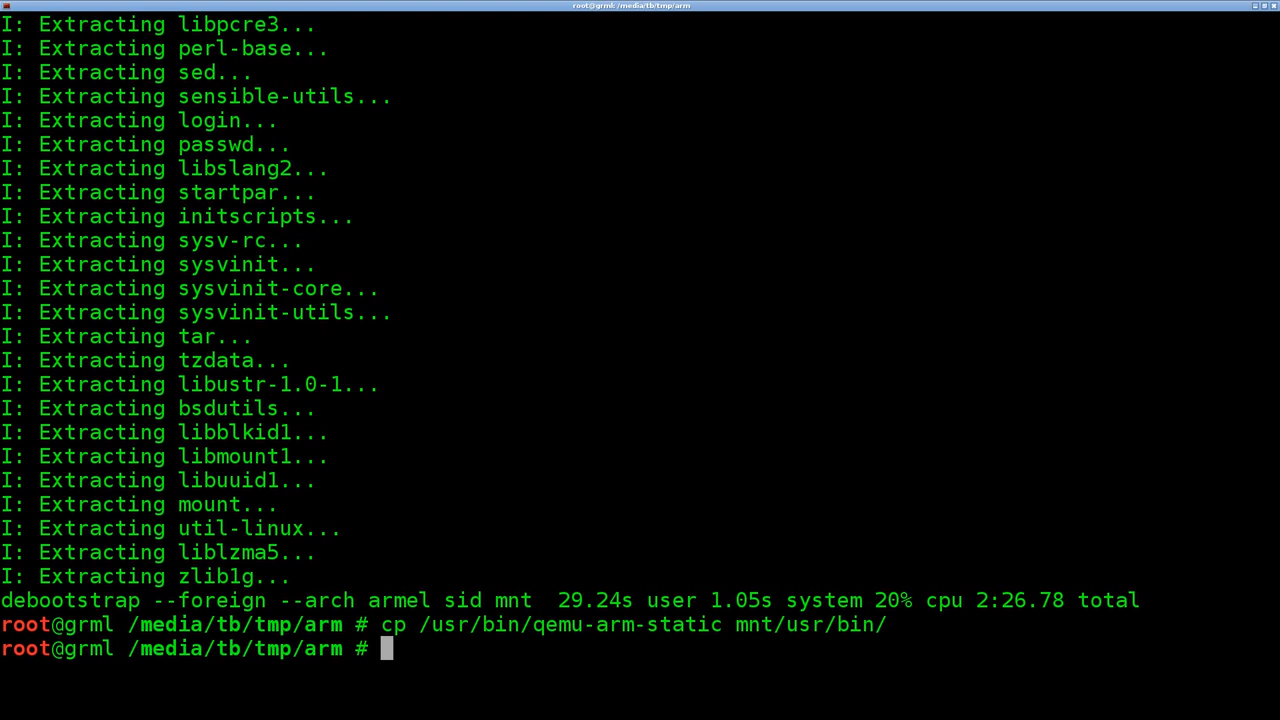 root@grml: /media/tb/tmp/arm
I: Extracting libpcre3...
I: Extracting perl-base...
I: Extracting sed...
I: Extracting sensible-utils...
I: Extracting login...
I: Extracting passwd...
I: Extracting libslang2...
I: Extracting startpar...
I: Extracting initscripts...
I: Extracting sysv-rc...
I: Extracting sysvinit...
I: Extracting sysvinit-core...
I: Extracting sysvinit-utils...
I: Extracting tar...
I: Extracting tzdata...
I: Extracting libustr-1.0-1...
I: Extracting bsdutils...
I: Extracting libblkid1...
I: Extracting libmount1...
I: Extracting libuuid1...
I: Extracting mount...
I: Extracting util-linux...
I: Extracting liblzma5...
I: Extracting zlib1g...
debootstrap --foreign --arch armel sid mnt  29.24s user 1.05s system 20% cpu 2:26.78 total
root@grml /media/tb/tmp/arm # cp /usr/bin/qemu-arm-static mnt/usr/bin/
root@grml /media/tb/tmp/arm #